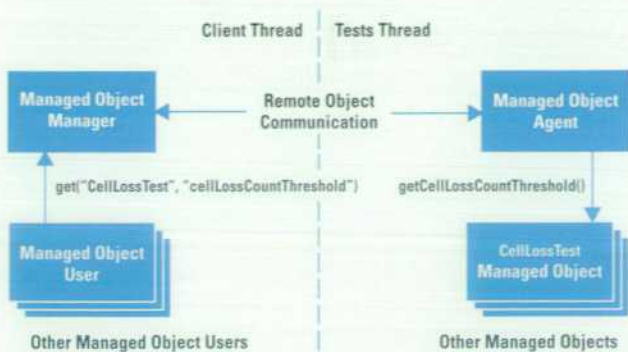 Client Thread
Tests Thread
Managed Object
Manager
Remote Object
Communication
Managed Object
Agent
get("CellLossTest", "cellLossCountThreshold")
getCellLossCountThreshold()
Managed Object
User
CellLossTest
Managed Object
Other Managed Object Users
Other Managed Objects